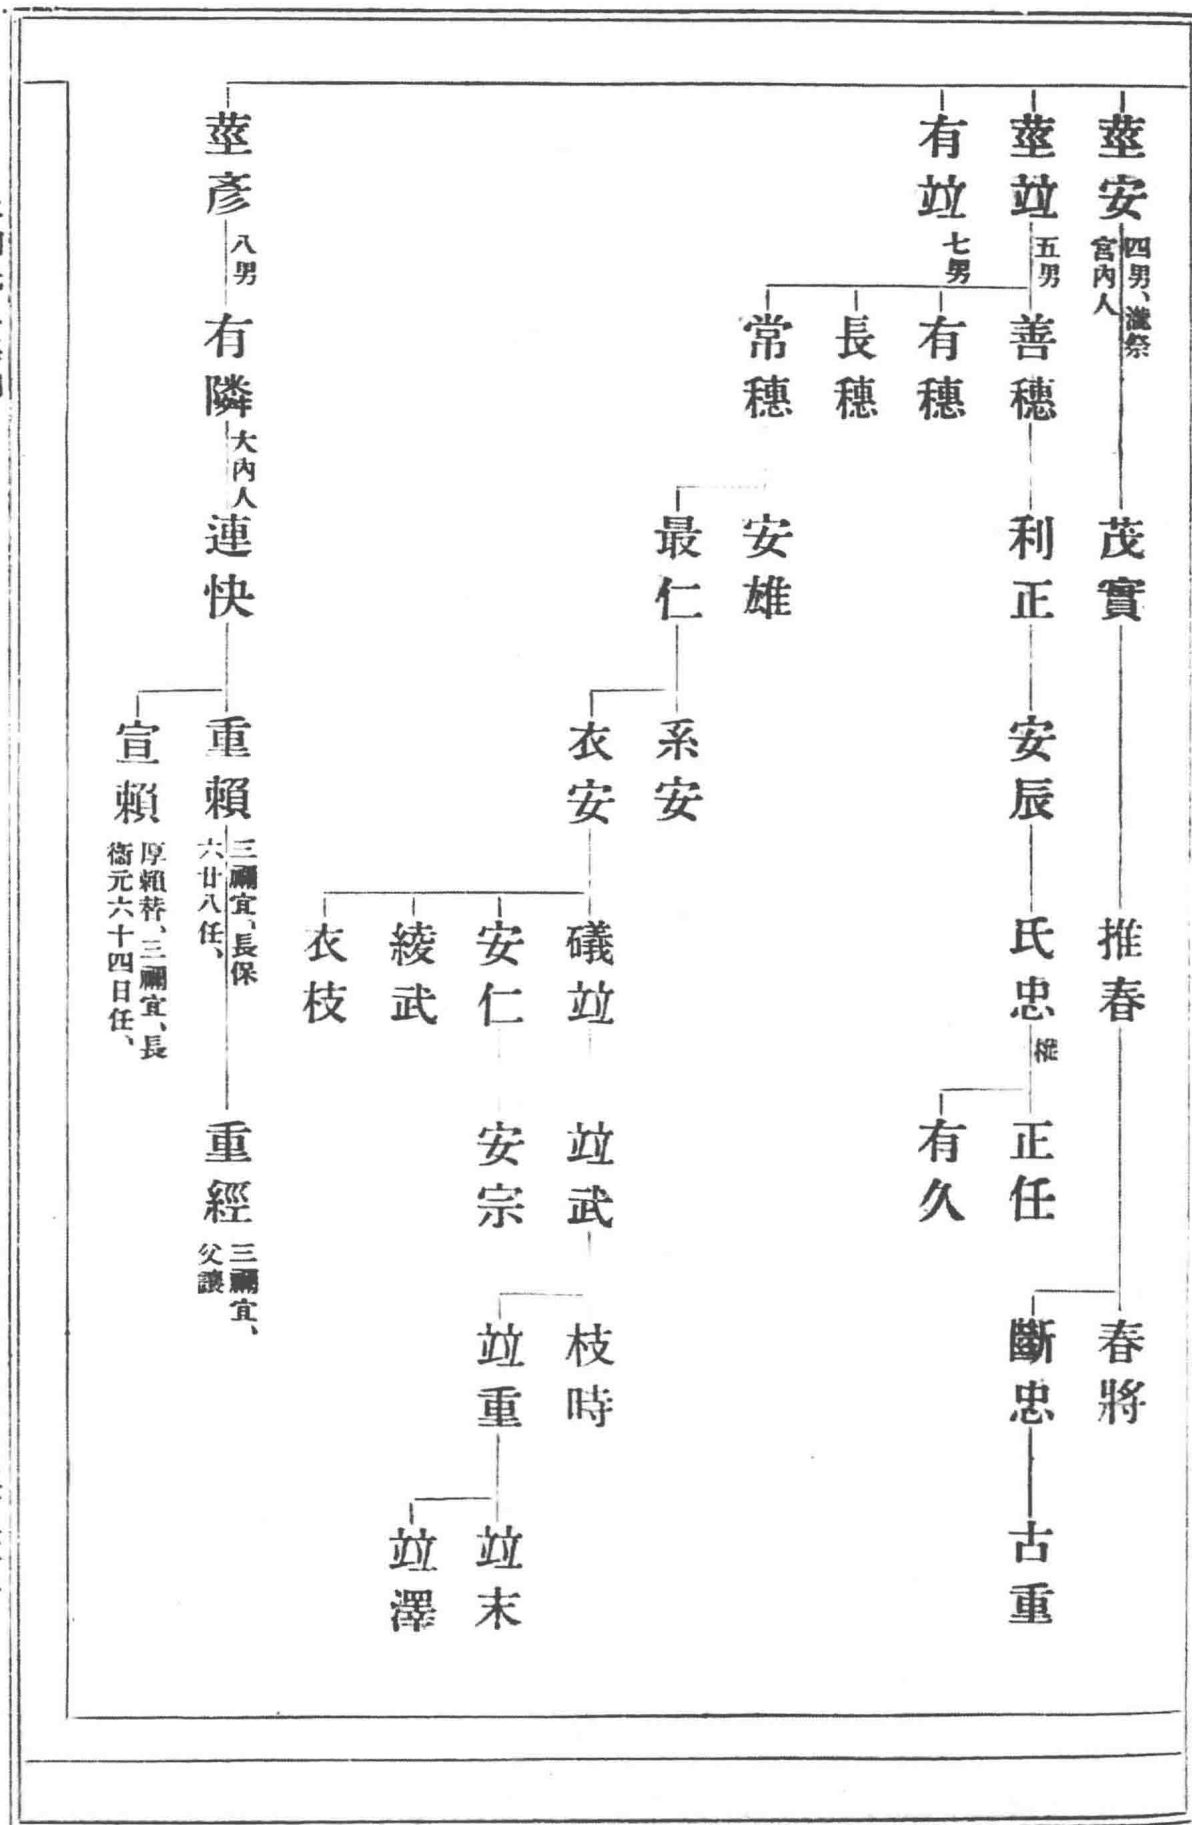 莖安
四男、瀧祭
宮內人
茂實
推春
春將
斷忠
古重
莖竝
五男
善穗
利正
安辰
氏忠
權
正任
有久
有穗
長穗
常穗
安雄
最仁
系安
衣安
礒竝
竝武
枝時
竝重
竝末
竝澤
安仁
安宗
綾武
衣枝
有竝
七男
莖彥
八男
有隣
大內人
連快
重賴
三禰宜、長保
六廿八任、
重經
三禰宜、
父讓
宣賴
厚賴替、三禰宜、長
元六十四日任、